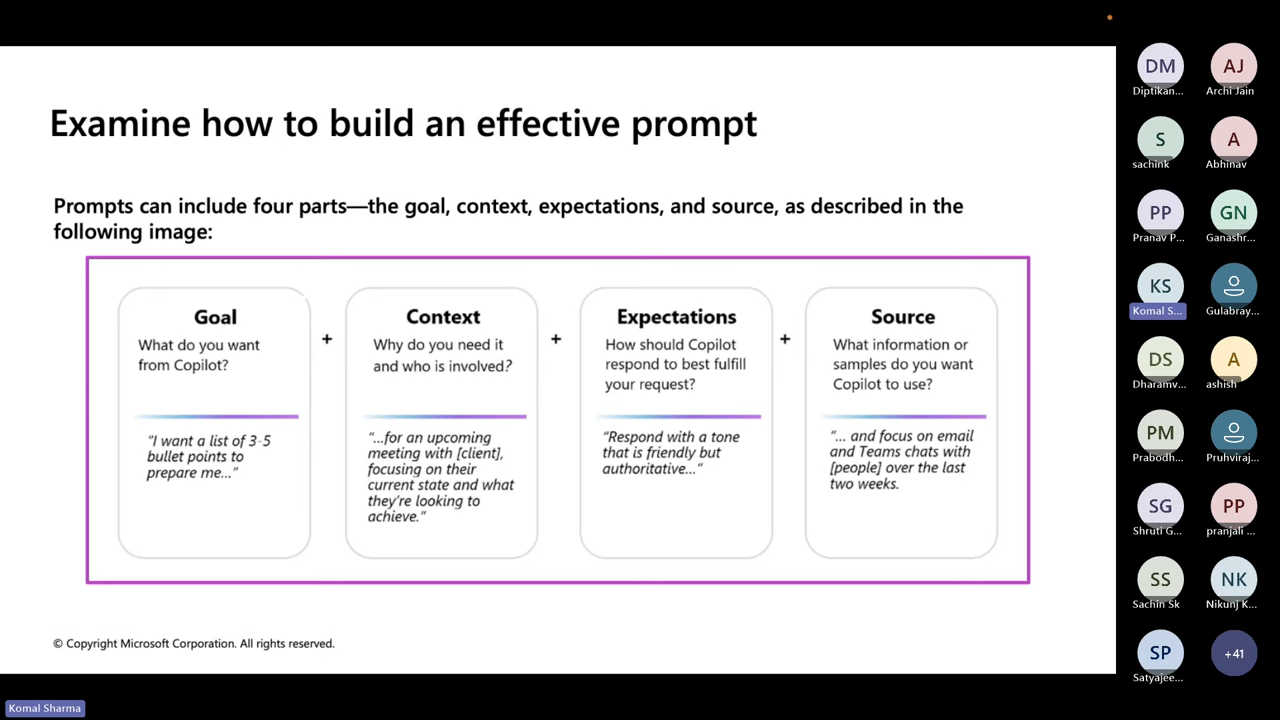 Examine how to build an effective prompt
Prompts can include four parts—the goal, context, expectations, and source, as described in the
following image:
Goal
What do you want
from Copilot?
"I want a list of 3-5
bullet points to
prepare me…"
+
Context
Why do you need it
and who is involved?
"…for an upcoming
meeting with [client],
focusing on their
current state and what
they're looking to
achieve."
+
Expectations
How should Copilot
respond to best fulfill
your request?
"Respond with a tone
that is friendly but
authoritative…"
+
Source
What information or
samples do you want
Copilot to use?
"… and focus on email
and Teams chats with
[people] over the last
two weeks.
© Copyright Microsoft Corporation. All rights reserved.
Komal Sharma
DM
Diptikan...
AJ
Archi Jain
S
sachink
A
Abhinav
PP
Pranav P...
GN
Ganashr...
KS
Komal S...
Gulabray...
DS
Dharamv...
A
ashish
PM
Prabodh...
Pruhviraj...
SG
Shruti G...
PP
pranjali ...
SS
Sachin Sk
NK
Nikunj K...
SP
Satyajee...
+41